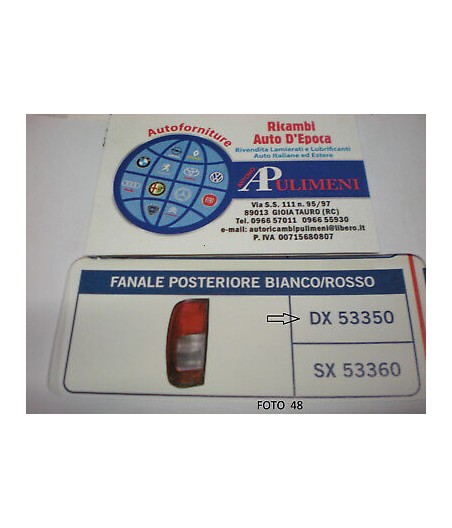 Autoforniture
Ricambi
Auto D'Epoca
Rivendita Lamierati e Lubrificanti
Auto Italiane ed Estere
ANTONIO
PULIMENI
Via S.S. 111 n. 95/97
89013 GIOIA TAURO (RC)
Tel. 0966 57011 0966 55930
e-mail: autoricambipulimeni@libero.it
P. IVA 00715680807
FANALE POSTERIORE BIANCO/ROSSO
DX 53350
SX 53360
FOTO 48